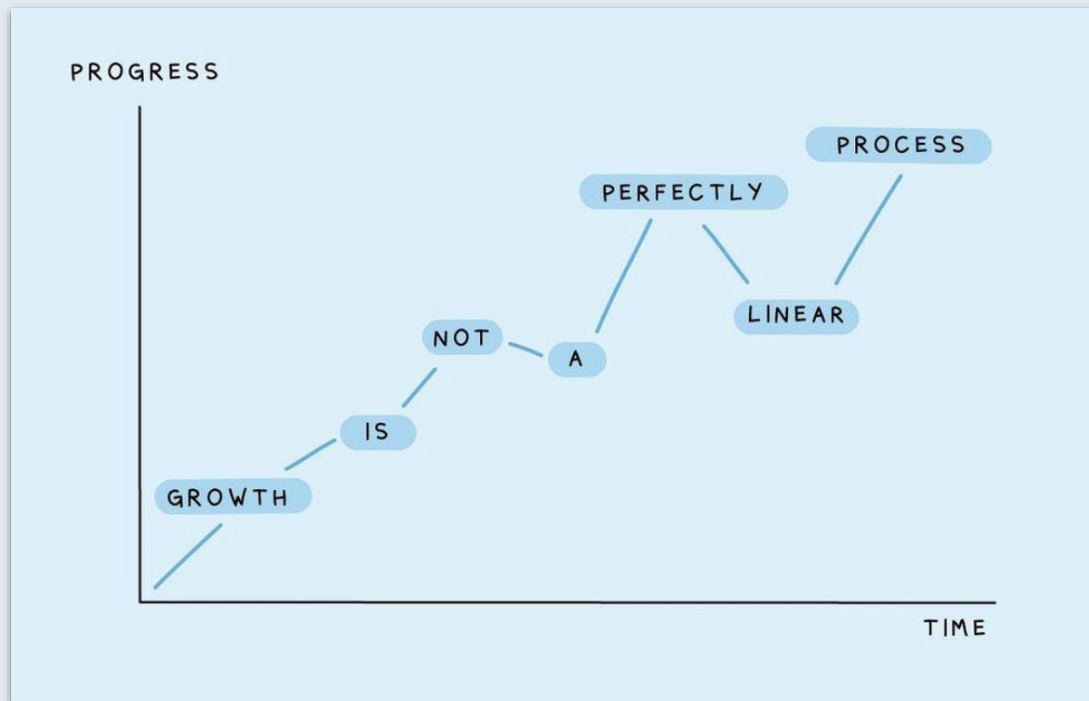 PROGRESS
GROWTH
IS
NOT
A
PERFECTLY
LINEAR
PROCESS
TIME